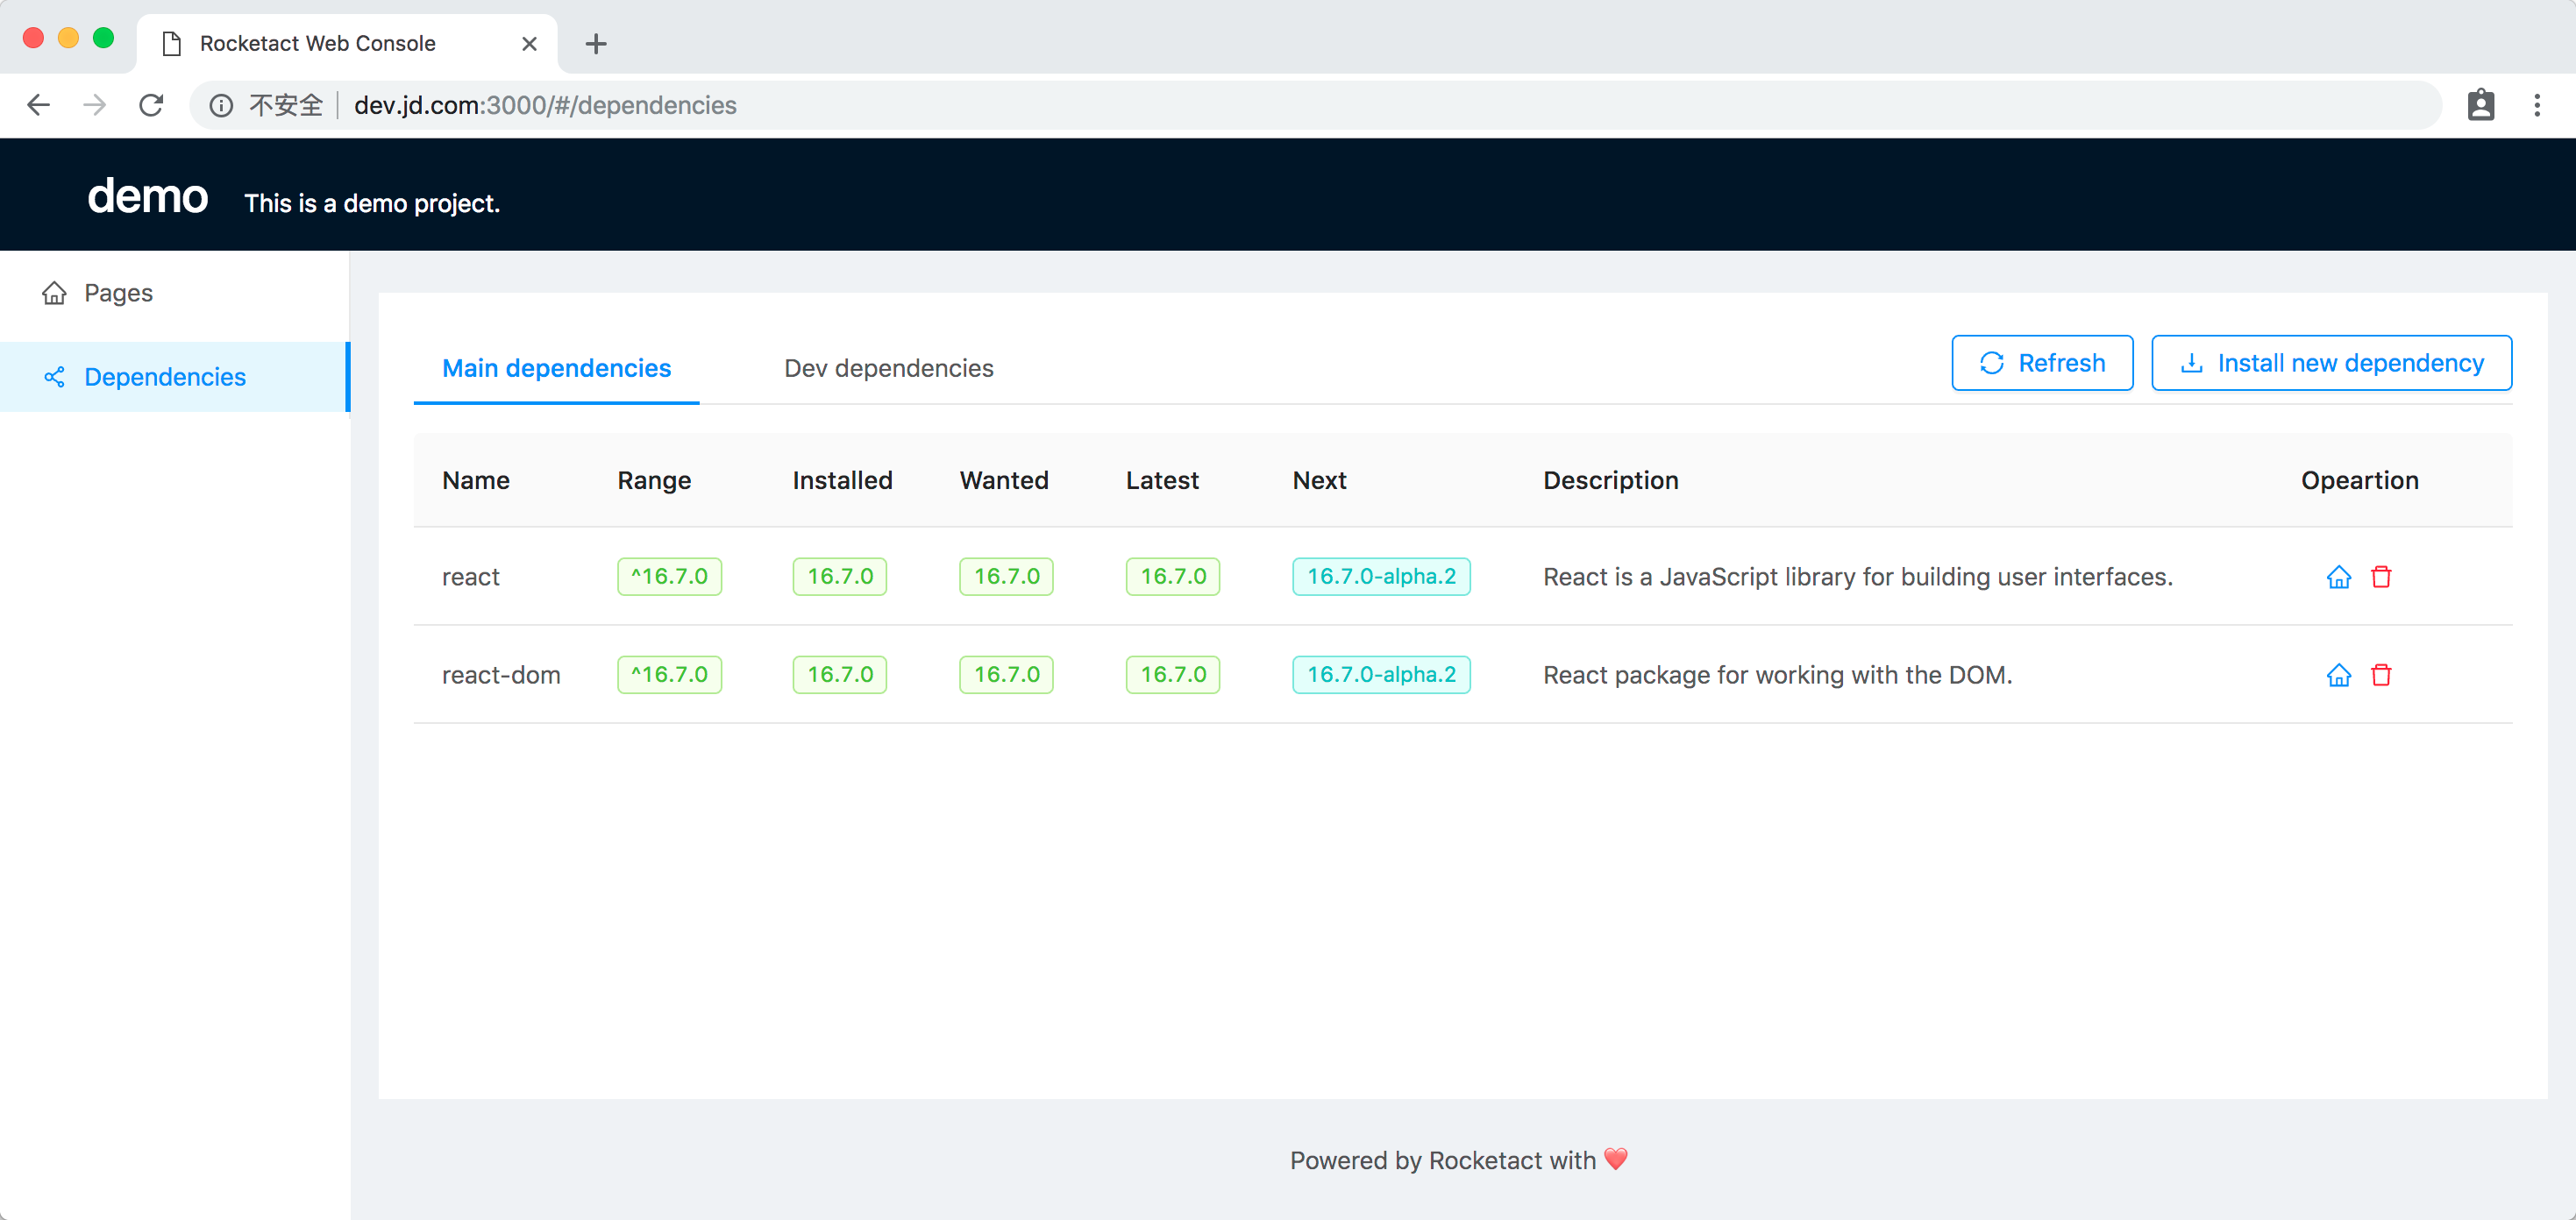 Rocketact Web Console
不安全 dev.jd.com:3000/#/dependencies
demo This is a demo project.
Pages
Dependencies
Main dependencies Dev dependencies Refresh Install new dependency
Name Range Installed Wanted Latest Next Description Opeartion
react ^16.7.0 16.7.0 16.7.0 16.7.0 16.7.0-alpha.2 React is a JavaScript library for building user interfaces.
react-dom ^16.7.0 16.7.0 16.7.0 16.7.0 16.7.0-alpha.2 React package for working with the DOM.
Powered by Rocketact with ❤️